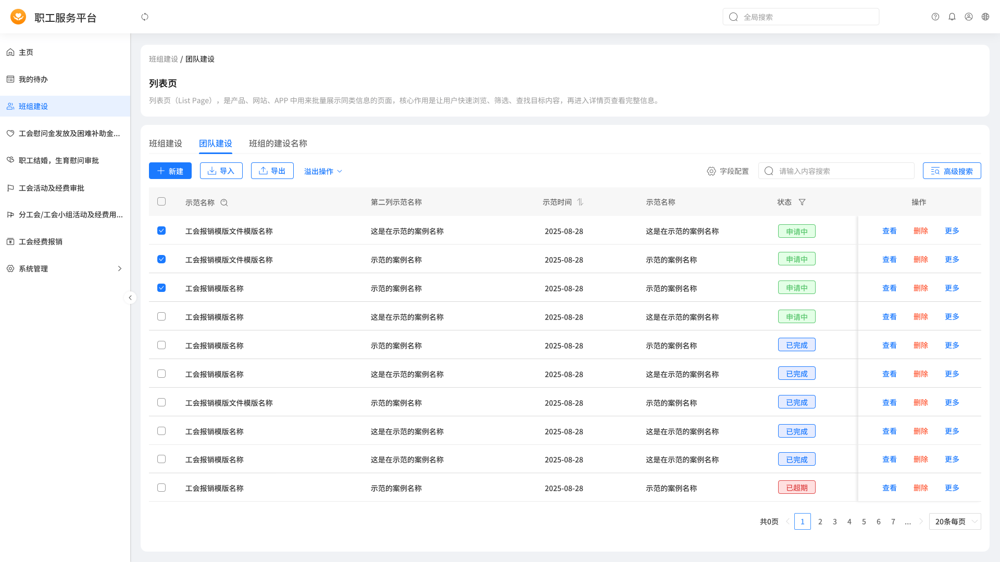 职工服务平台
全局搜索
主页
我的待办
班组建设
工会慰问金发放及困难补助金...
职工结婚，生育慰问审批
工会活动及经费审批
分工会/工会小组活动及经费用...
工会经费报销
系统管理
班组建设 / 团队建设
列表页
列表页（List Page），是产品、网站、APP 中用来批量展示同类信息的页面，核心作用是让用户快速浏览、筛选、查找目标内容，再进入详情页查看完整信息。
班组建设 团队建设 班组的建设名称
新建 导入 导出 溢出操作 字段配置 请输入内容搜索 高级搜索
示范名称 第二列示范名称 示范时间 示范名称 状态 操作
工会报销模版文件模版名称 这是在示范的案例名称 2025-08-28 这是在示范的案例名称 申请中 查看 删除 更多
工会报销模版文件模版名称 示范的案例名称 2025-08-28 示范的案例名称 申请中 查看 删除 更多
工会报销模版名称 示范的案例名称 2025-08-28 示范的案例名称 申请中 查看 删除 更多
工会报销模版名称 这是在示范的案例名称 2025-08-28 这是在示范的案例名称 申请中 查看 删除 更多
工会报销模版名称 示范的案例名称 2025-08-28 示范的案例名称 已完成 查看 删除 更多
工会报销模版名称 这是在示范的案例名称 2025-08-28 这是在示范的案例名称 已完成 查看 删除 更多
工会报销模版文件模版名称 示范的案例名称 2025-08-28 示范的案例名称 已完成 查看 删除 更多
工会报销模版名称 这是在示范的案例名称 2025-08-28 这是在示范的案例名称 已完成 查看 删除 更多
工会报销模版名称 这是在示范的案例名称 2025-08-28 这是在示范的案例名称 已完成 查看 删除 更多
工会报销模版名称 示范的案例名称 2025-08-28 示范的案例名称 已超期 查看 删除 更多
共0页 1 2 3 4 5 6 7 ... 20条每页